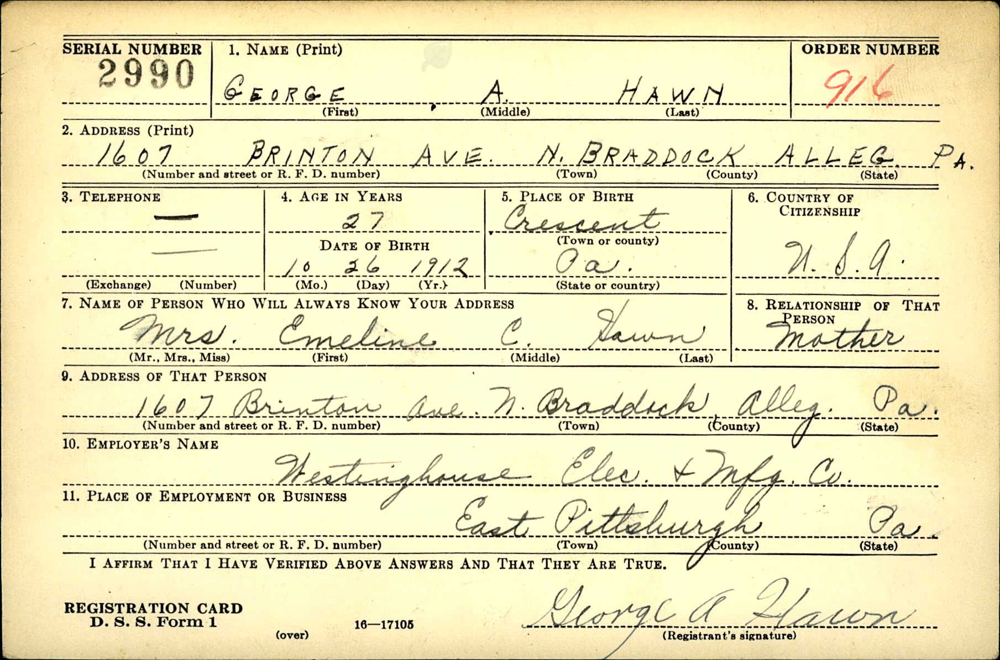 SERIAL NUMBER 1. NAME (Print) ORDER NUMBER
2990 GEORGE A. HAWN 916
(First) (Middle) (Last)
2. ADDRESS (Print)
1607 BRINTON AVE. N. BRADDOCK ALLEG. PA.
(Number and street or R. F. D. number) (Town) (County) (State)
3. TELEPHONE 4. AGE IN YEARS 5. PLACE OF BIRTH 6. COUNTRY OF CITIZENSHIP
— 27 Crescent
(Town or county)
DATE OF BIRTH
— 10 26 1912 Pa. U.S.A.
(Exchange) (Number) (Mo.) (Day) (Yr.) (State or country)
7. NAME OF PERSON WHO WILL ALWAYS KNOW YOUR ADDRESS 8. RELATIONSHIP OF THAT PERSON
Mrs. Emeline C. Hawn Mother
(Mr., Mrs., Miss) (First) (Middle) (Last)
9. ADDRESS OF THAT PERSON
1607 Brinton Ave. N. Braddock, Alleg. Pa.
(Number and street or R. F. D. number) (Town) (County) (State)
10. EMPLOYER'S NAME
Westinghouse Elec. & Mfg. Co.
11. PLACE OF EMPLOYMENT OR BUSINESS
East Pittsburgh Pa.
(Number and street or R. F. D. number) (Town) (County) (State)
I AFFIRM THAT I HAVE VERIFIED ABOVE ANSWERS AND THAT THEY ARE TRUE.
George A Hawn
REGISTRATION CARD
D. S. S. Form 1 16—17105
(over) (Registrant's signature)